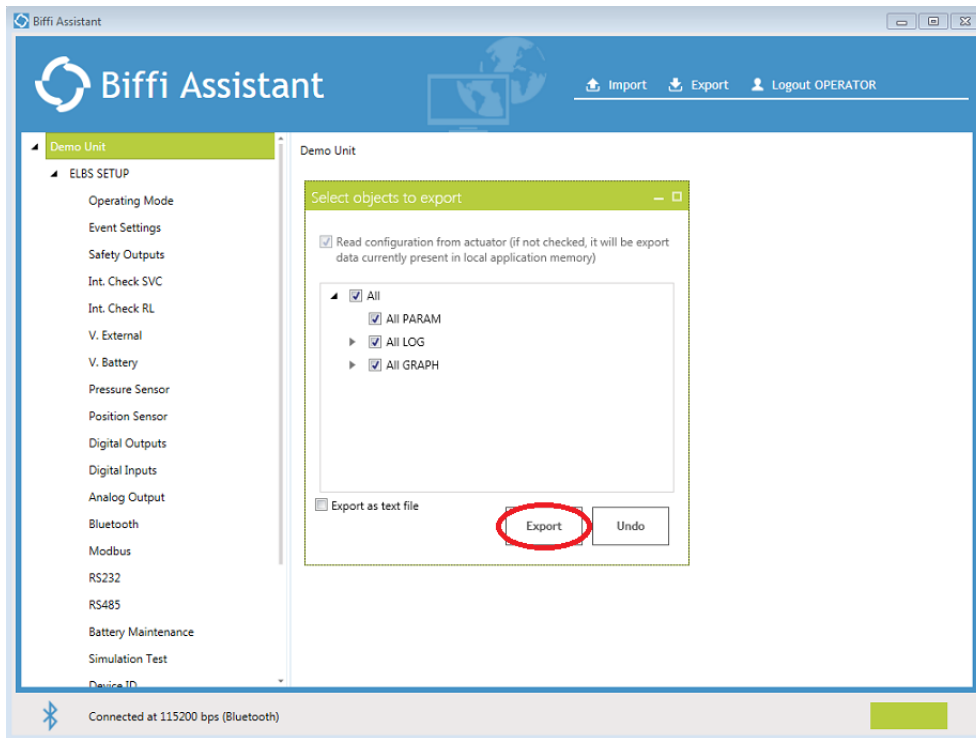 Biffi Assistant
Biffi Assistant
Import Export Logout OPERATOR
Demo Unit
ELBS SETUP
Operating Mode
Event Settings
Safety Outputs
Int. Check SVC
Int. Check RL
V. External
V. Battery
Pressure Sensor
Position Sensor
Digital Outputs
Digital Inputs
Analog Output
Bluetooth
Modbus
RS232
RS485
Battery Maintenance
Simulation Test
Device ID
Demo Unit
Select objects to export
Read configuration from actuator (if not checked, it will be export
data currently present in local application memory)
All
All PARAM
All LOG
All GRAPH
Export as text file
Export Undo
Connected at 115200 bps (Bluetooth)